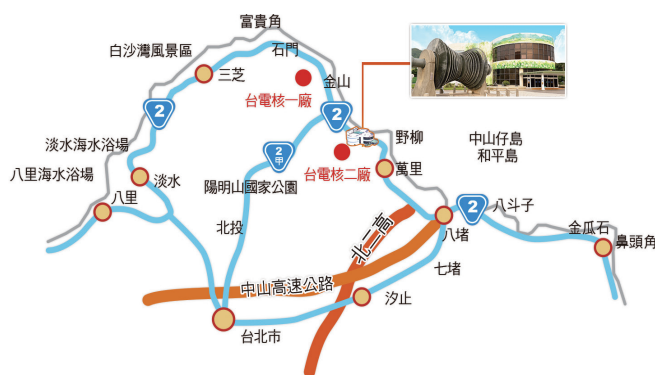 富貴角
白沙灣風景區
石門
三芝
台電核一廠
金山
2
2
野柳
中山仔島
和平島
淡水海水浴場
2
甲
台電核二廠
萬里
八里海水浴場
淡水
陽明山國家公園
八里
2
八斗子
北投
八堵
金瓜石
鼻頭角
北二高
七堵
中山高速公路
汐止
台北市